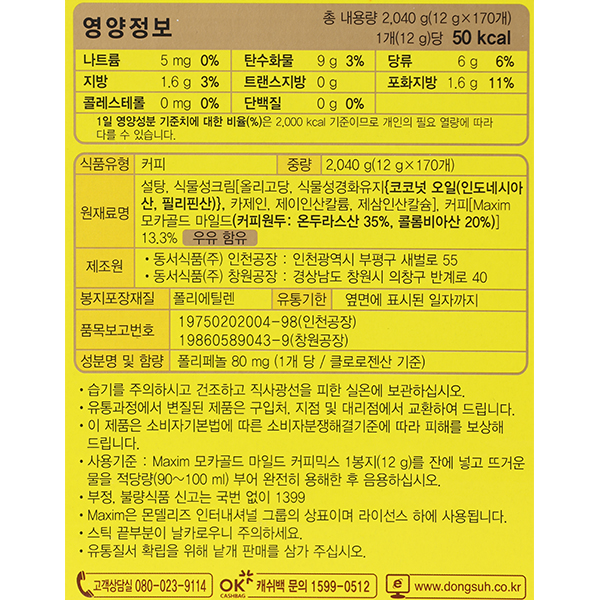 영양정보
총 내용량 2,040 g(12 g×170개)
1개(12 g)당 50 kcal
나트륨 5 mg 0% 탄수화물 9 g 3% 당류 6 g 6%
지방 1.6 g 3% 트랜스지방 0 g 포화지방 1.6 g 11%
콜레스테롤 0 mg 0% 단백질 0 g
1일 영양성분 기준치에 대한 비율(%)은 2,000 kcal 기준이므로 개인의 필요 열량에 따라
다를 수 있습니다.
식품유형 커피 중량 2,040 g(12 g×170개)
원재료명 설탕, 식물성크림[올리고당, 식물성경화유지{코코넛 오일(인도네시아
산, 필리핀산)}, 카제인, 제이인산칼륨, 제삼인산칼슘], 커피[Maxim
모카골드 마일드(커피원두: 온두라스산 35%, 콜롬비아산 20%)]
13.3% 우유 함유
제조원 • 동서식품(주) 인천공장 : 인천광역시 부평구 새벌로 55
• 동서식품(주) 창원공장 : 경상남도 창원시 의창구 반계로 40
봉지포장재질 폴리에틸렌 유통기한 옆면에 표시된 일자까지
품목보고번호 19750202004-98(인천공장)
19860589043-9(창원공장)
성분명 및 함량 폴리페놀 80 mg (1개 당 / 클로로젠산 기준)
• 습기를 주의하시고 건조하고 직사광선을 피한 실온에 보관하십시오.
• 유통과정에서 변질된 제품은 구입처, 지점 및 대리점에서 교환하여 드립니다.
• 이 제품은 소비자기본법에 따른 소비자분쟁해결기준에 따라 피해를 보상해
드립니다.
• 사용기준 : Maxim 모카골드 마일드 커피믹스 1봉지(12 g)를 잔에 넣고 뜨거운
물을 적당량(90~100 ml) 부어 완전히 용해한 후 음용하십시오.
• 부정, 불량식품 신고는 국번 없이 1399
• Maxim은 몬델리즈 인터내셔널 그룹의 상표이며 라이선스 하에 사용됩니다.
• 스틱 끝부분이 날카로우니 주의하세요.
• 유통질서 확립을 위해 낱개 판매를 삼가 주십시오.
고객상담실 080-023-9114 OK CASHBAG 캐쉬백 문의 1599-0512 e www.dongsuh.co.kr